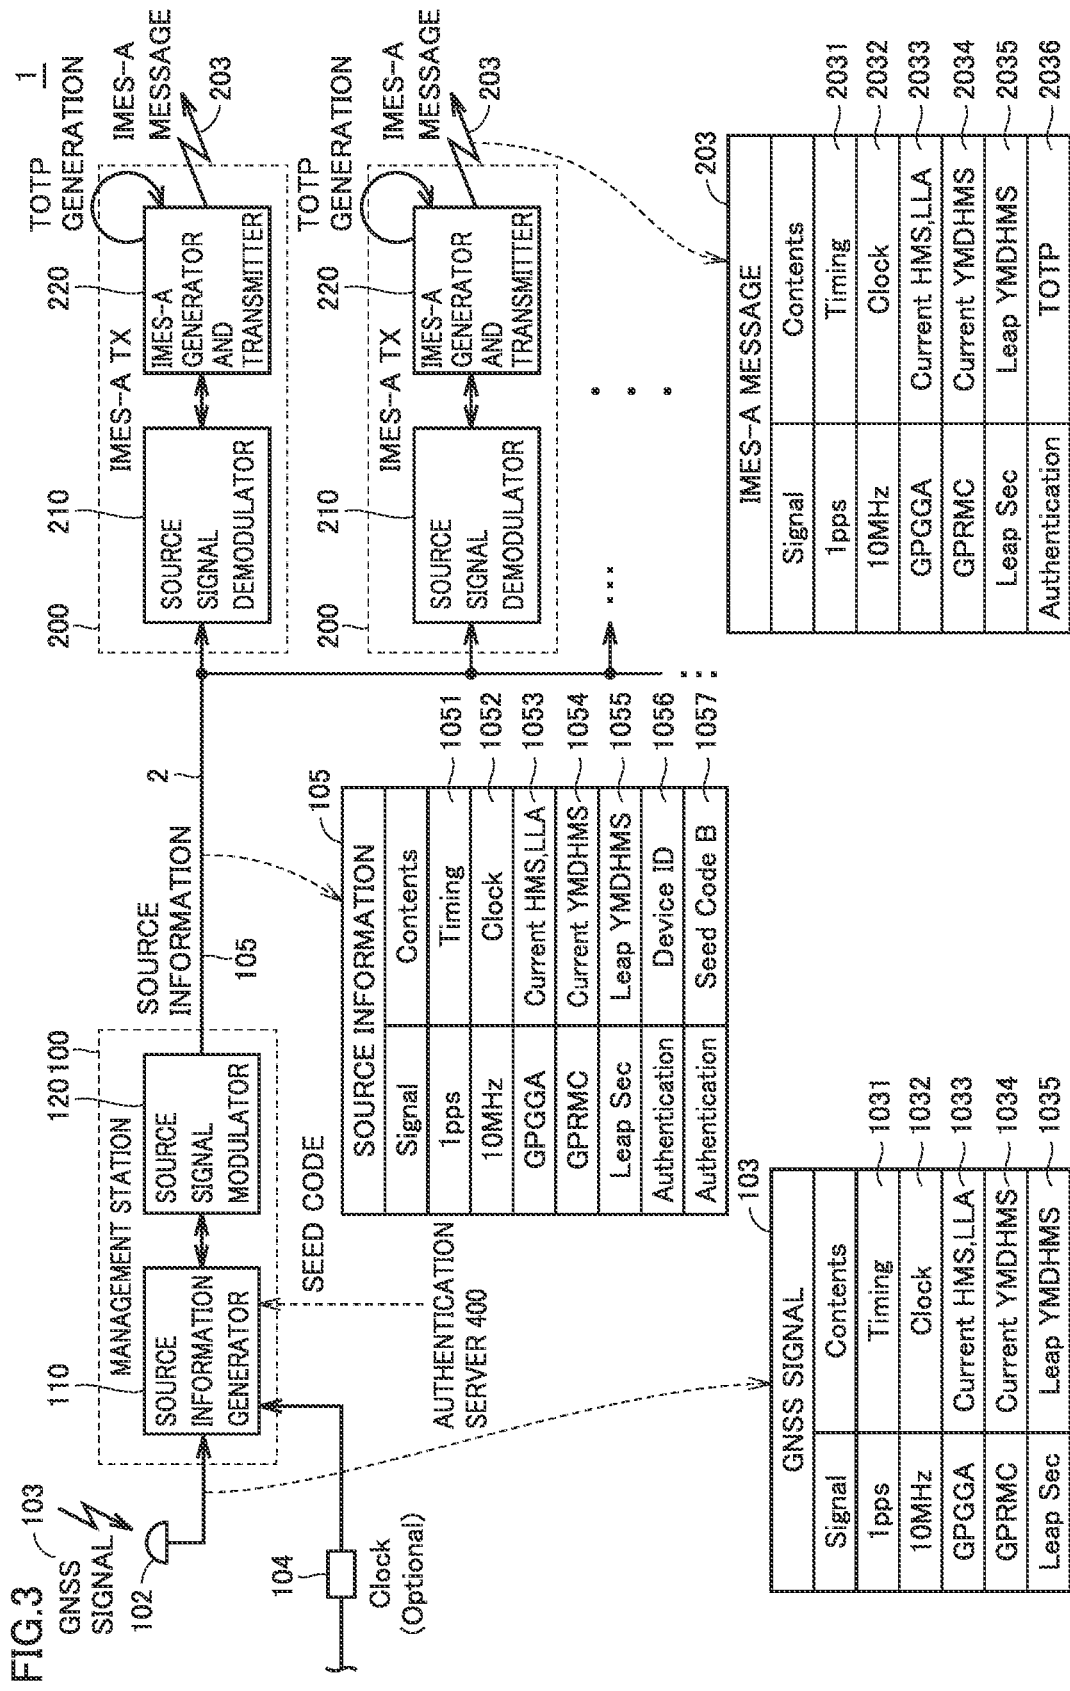 FIG.3
1
GNSS
SIGNAL
103
102
104
Clock
(Optional)
MANAGEMENT STATION
100
110
SOURCE
INFORMATION
GENERATOR
120
SOURCE
SIGNAL
MODULATOR
SEED CODE
AUTHENTICATION
SERVER 400
SOURCE
INFORMATION
105
2
200
IMES-A TX
210
SOURCE
SIGNAL
DEMODULATOR
220
IMES-A
GENERATOR
AND
TRANSMITTER
TOTP
GENERATION
IMES-A
MESSAGE
203
200
IMES-A TX
210
SOURCE
SIGNAL
DEMODULATOR
220
IMES-A
GENERATOR
AND
TRANSMITTER
TOTP
GENERATION
IMES-A
MESSAGE
203
103
GNSS SIGNAL
Signal Contents
1pps Timing 1031
10MHz Clock 1032
GPGGA Current HMS,LLA 1033
GPRMC Current YMDHMS 1034
Leap Sec Leap YMDHMS 1035
105
SOURCE INFORMATION
Signal Contents
1pps Timing 1051
10MHz Clock 1052
GPGGA Current HMS,LLA 1053
GPRMC Current YMDHMS 1054
Leap Sec Leap YMDHMS 1055
Authentication Device ID 1056
Authentication Seed Code B 1057
203
IMES-A MESSAGE
Signal Contents
1pps Timing 2031
10MHz Clock 2032
GPGGA Current HMS,LLA 2033
GPRMC Current YMDHMS 2034
Leap Sec Leap YMDHMS 2035
Authentication TOTP 2036